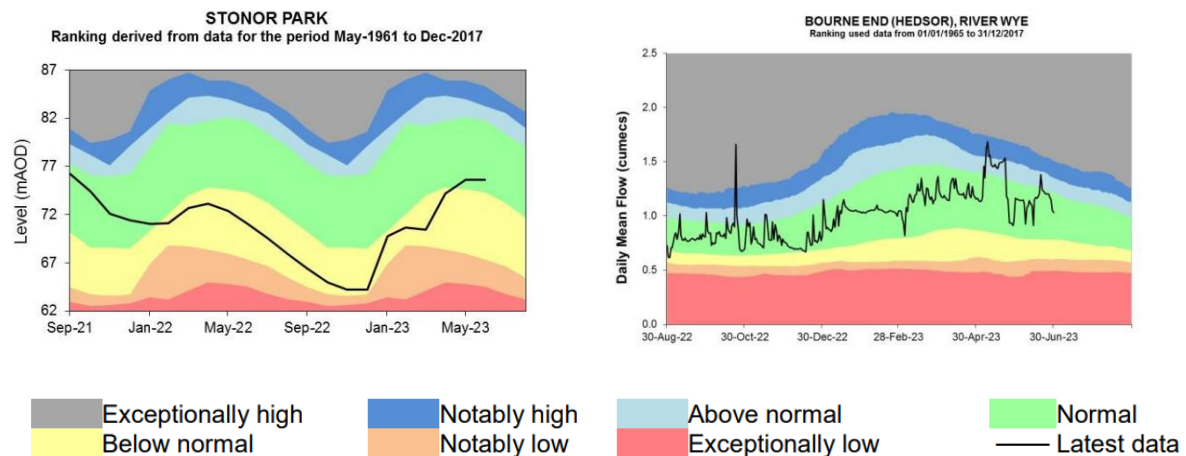 STONOR PARK
Ranking derived from data for the period May-1961 to Dec-2017
87
82
77
72
67
62
Level (mAOD)
Sep-21 Jan-22 May-22 Sep-22 Jan-23 May-23
BOURNE END (HEDSOR), RIVER WYE
Ranking used data from 01/01/1965 to 31/12/2017
2.5
2.0
1.5
1.0
0.5
0.0
Daily Mean Flow (cumecs)
30-Aug-22 30-Oct-22 30-Dec-22 28-Feb-23 30-Apr-23 30-Jun-23
Exceptionally high Notably high Above normal Normal
Below normal Notably low Exceptionally low Latest data